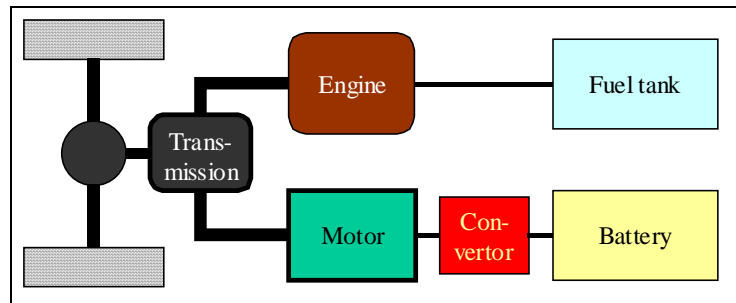 Engine
Fuel tank
Trans-
mission
Motor
Con-
vertor
Battery